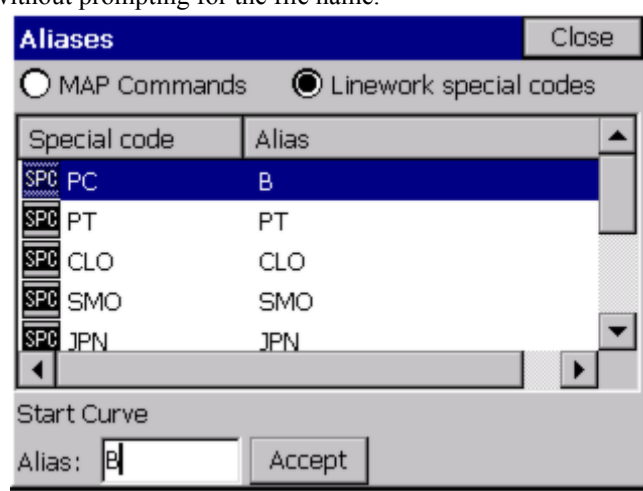 without prompting for the file name.
Aliases Close
MAP Commands Linework special codes
Special code Alias
SPC PC B
SPC PT PT
SPC CLO CLO
SPC SMO SMO
SPC JPN JPN
Start Curve
Alias: B Accept